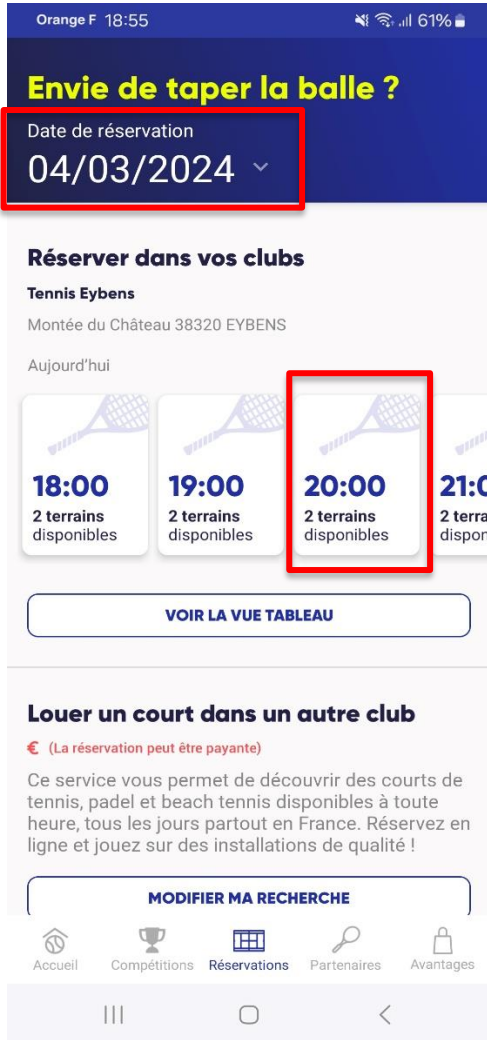 Orange F 18:55 61%
Envie de taper la balle ?
Date de réservation
04/03/2024
Réserver dans vos clubs
Tennis Eybens
Montée du Château 38320 EYBENS
Aujourd'hui
18:00 19:00 20:00
2 terrains 2 terrains 2 terrains 2 terra
disponibles disponibles disponibles dispon
VOIR LA VUE TABLEAU
Louer un court dans un autre club
€ (La réservation peut être payante)
Ce service vous permet de découvrir des courts de
tennis, padel et beach tennis disponibles à toute
heure, tous les jours partout en France. Réservez en
ligne et jouez sur des installations de qualité !
MODIFIER MA RECHERCHE
Accueil Compétitions Réservations Partenaires Avantages